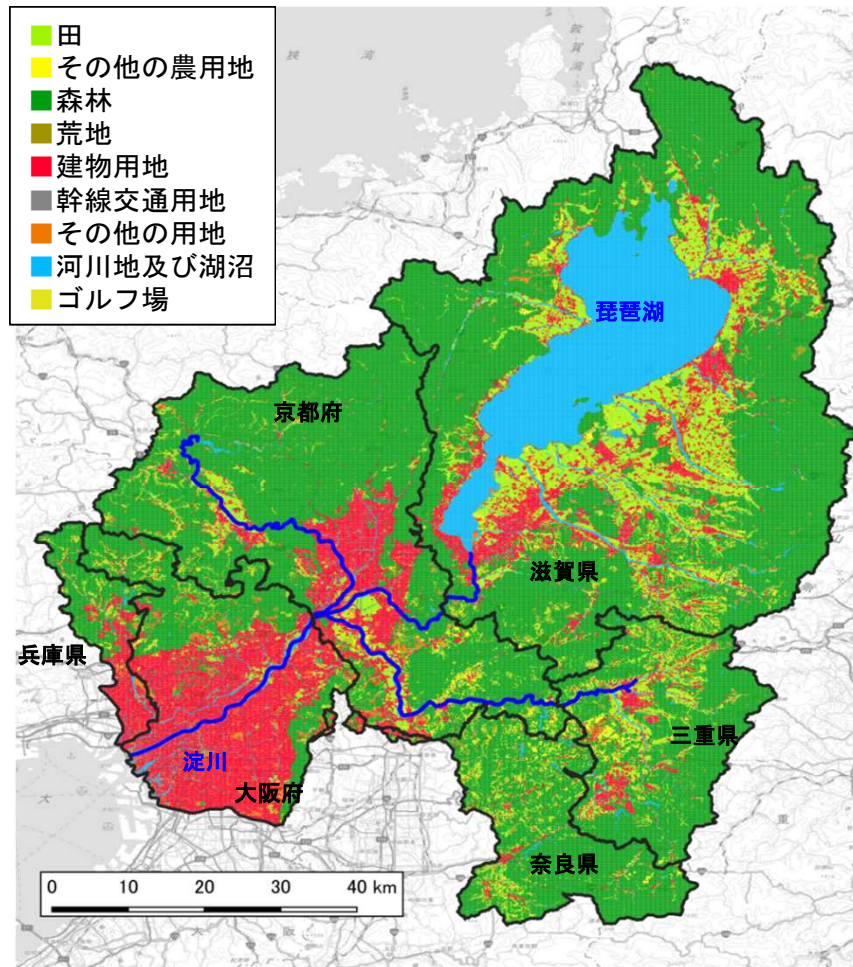 田
その他の農用地
森林
荒地
建物用地
幹線交通用地
その他の用地
河川地及び湖沼
ゴルフ場
琵琶湖
京都府
滋賀県
兵庫県
三重県
淀川
大阪府
奈良県
0 10 20 30 40 km